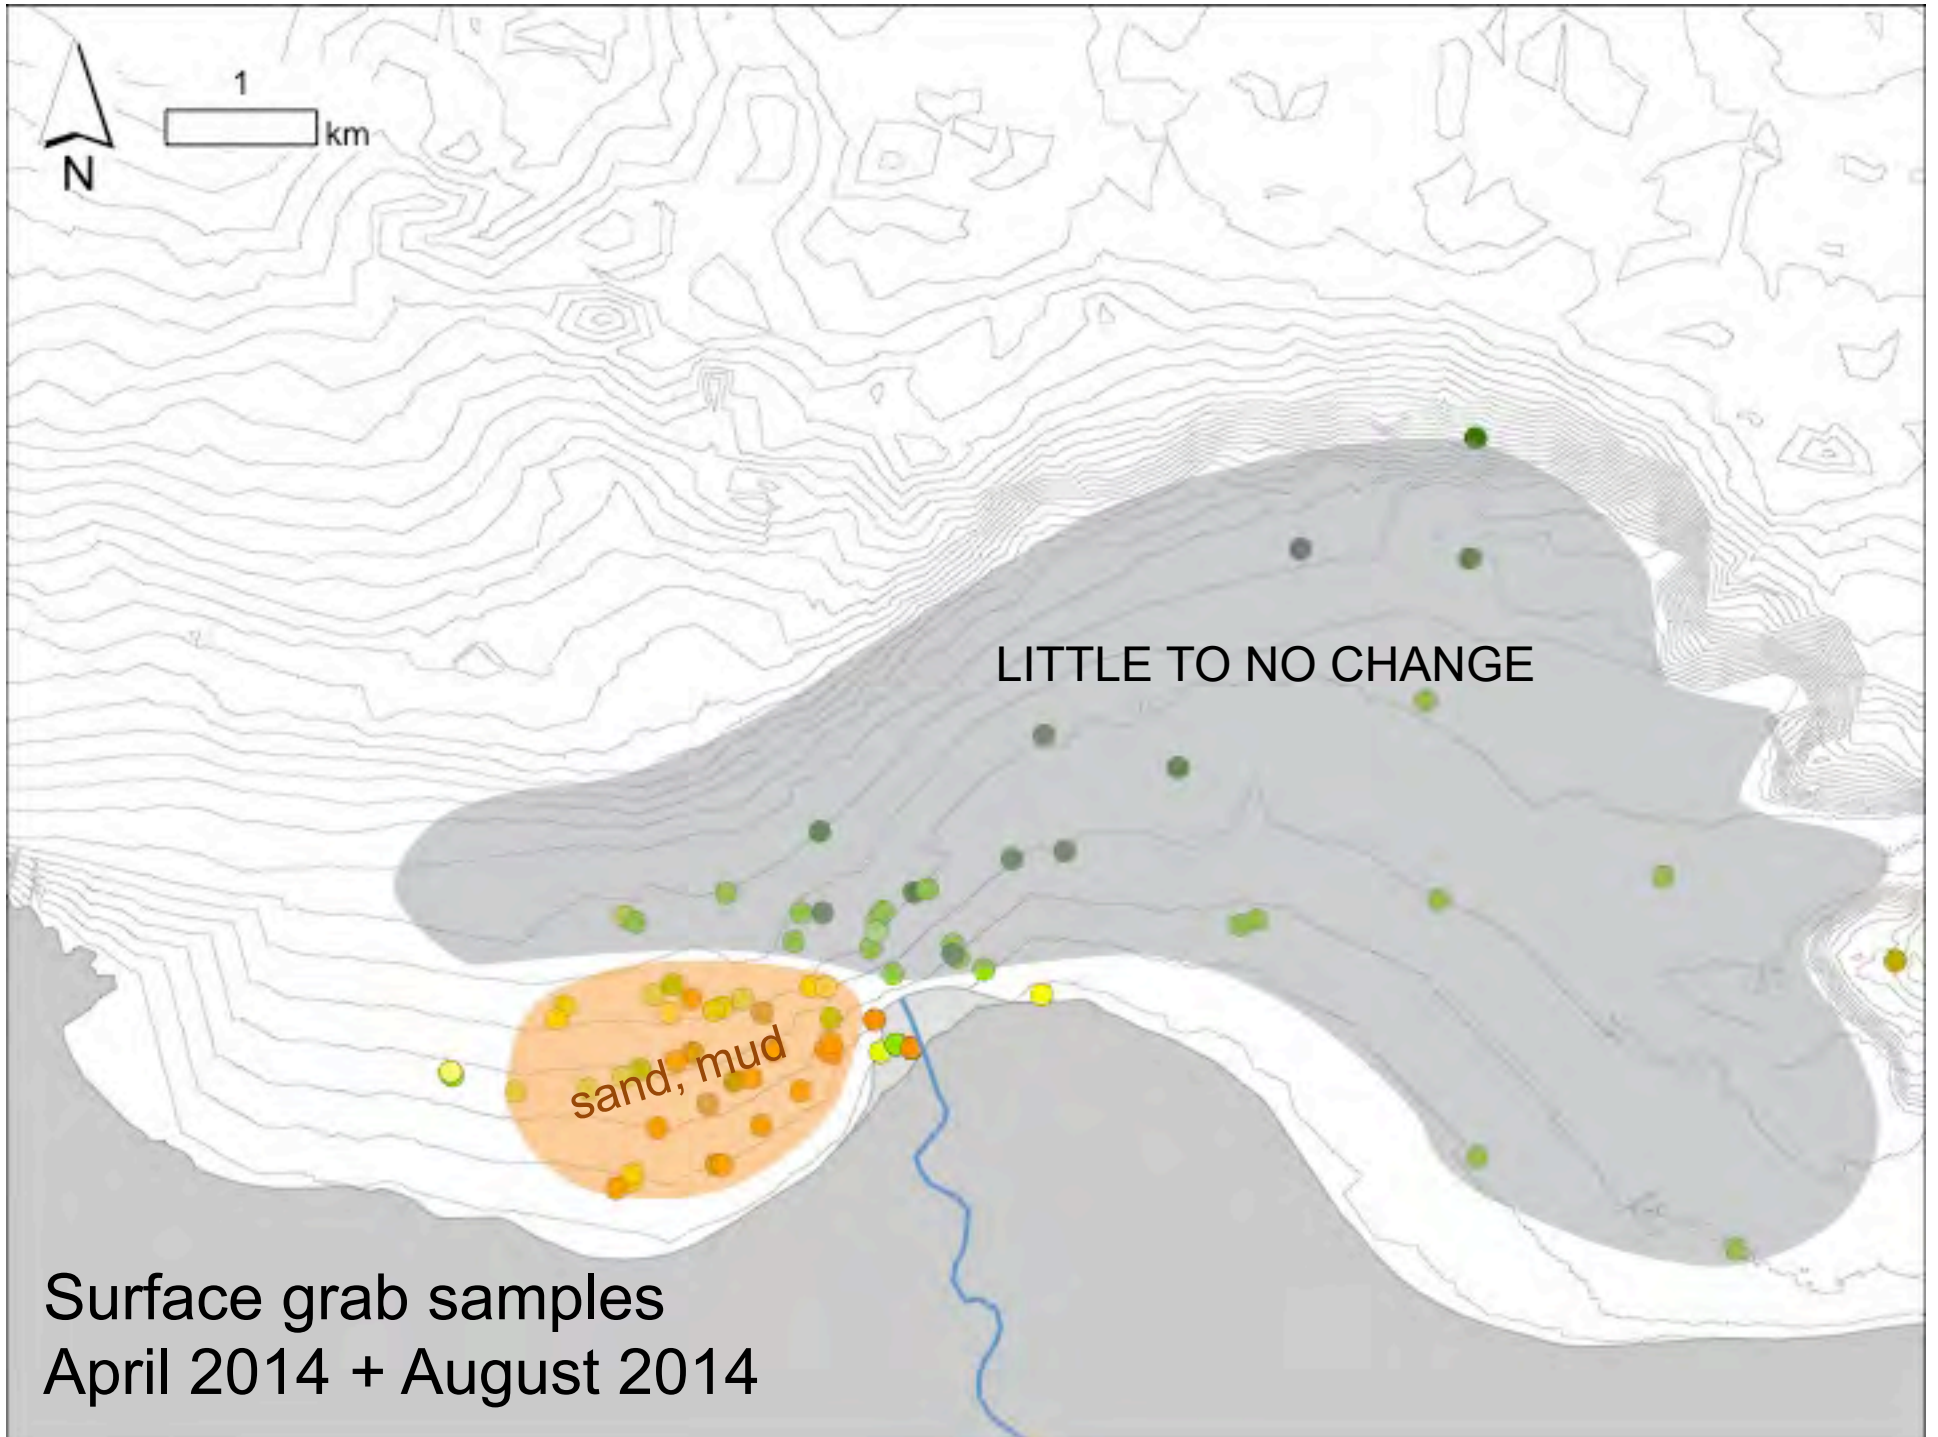 1
km
N
LITTLE TO NO CHANGE
sand, mud
Surface grab samples
April 2014 + August 2014